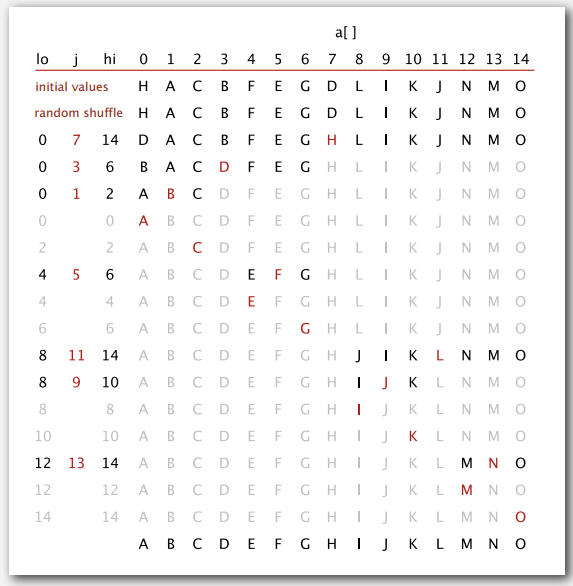 a[ ]
lo j hi 0 1 2 3 4 5 6 7 8 9 10 11 12 13 14
initial values H A C B F E G D L I K J N M O
random shuffle H A C B F E G D L I K J N M O
0 7 14 D A C B F E G H L I K J N M O
0 3 6 B A C D F E G H L I K J N M O
0 1 2 A B C D F E G H L I K J N M O
0 0 A B C D F E G H L I K J N M O
2 2 A B C D F E G H L I K J N M O
4 5 6 A B C D E F G H L I K J N M O
4 4 A B C D E F G H L I K J N M O
6 6 A B C D E F G H L I K J N M O
8 11 14 A B C D E F G H J I K L N M O
8 9 10 A B C D E F G H I J K L N M O
8 8 A B C D E F G H I J K L N M O
10 10 A B C D E F G H I J K L N M O
12 13 14 A B C D E F G H I J K L M N O
12 12 A B C D E F G H I J K L M N O
14 14 A B C D E F G H I J K L M N O
A B C D E F G H I J K L M N O